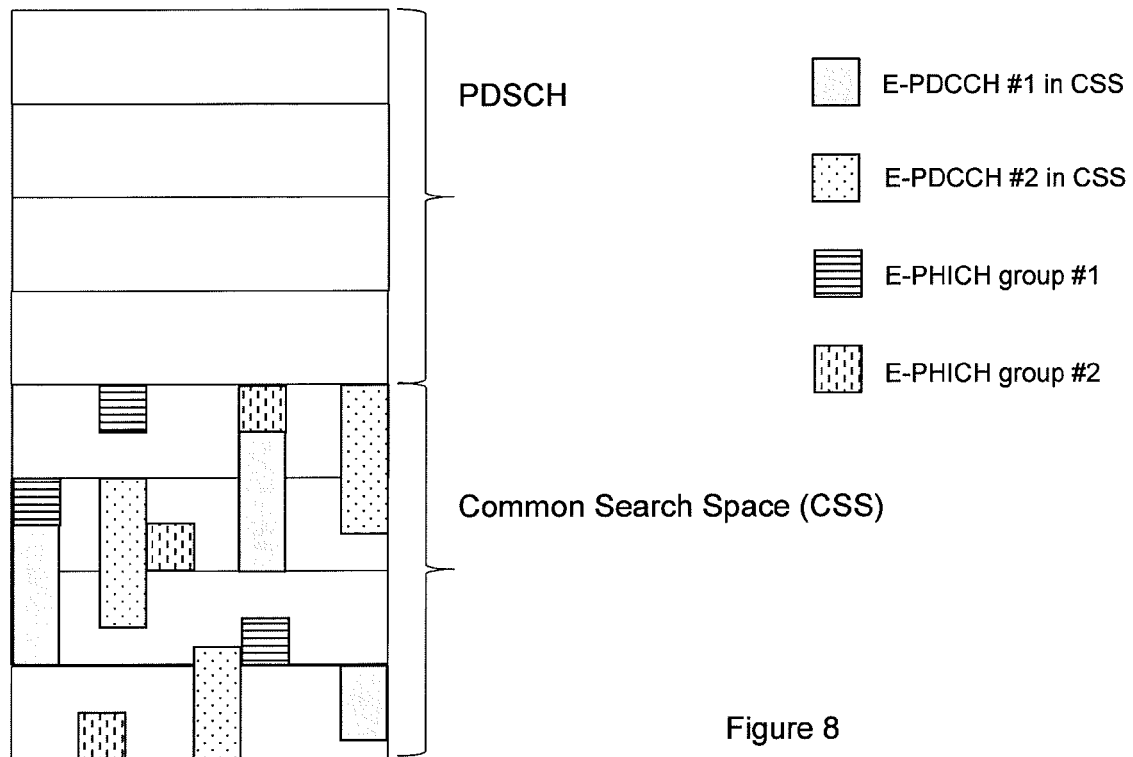 PDSCH
E-PDCCH #1 in CSS
E-PDCCH #2 in CSS
E-PHICH group #1
E-PHICH group #2
Common Search Space (CSS)
Figure 8